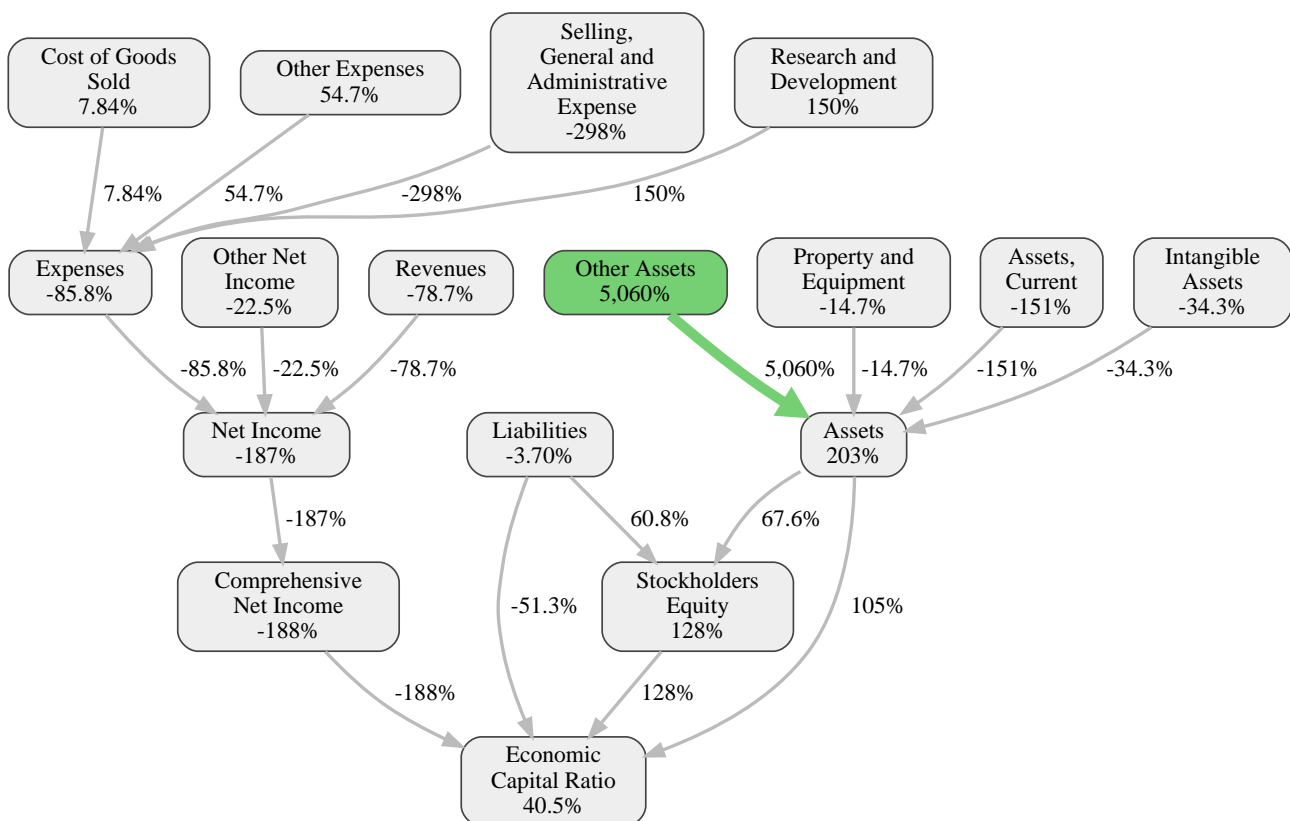 Cost of Goods
Sold
7.84%
Other Expenses
54.7%
Selling,
General and
Administrative
Expense
-298%
Research and
Development
150%
7.84%
54.7%
-298%
150%
Expenses
-85.8%
Other Net
Income
-22.5%
Revenues
-78.7%
Other Assets
5,060%
Property and
Equipment
-14.7%
Assets,
Current
-151%
Intangible
Assets
-34.3%
-85.8%
-22.5%
-78.7%
5,060%
-14.7%
-151%
-34.3%
Net Income
-187%
Liabilities
-3.70%
Assets
203%
-187%
60.8%
67.6%
Comprehensive
Net Income
-188%
-51.3%
Stockholders
Equity
128%
105%
-188%
128%
Economic
Capital Ratio
40.5%